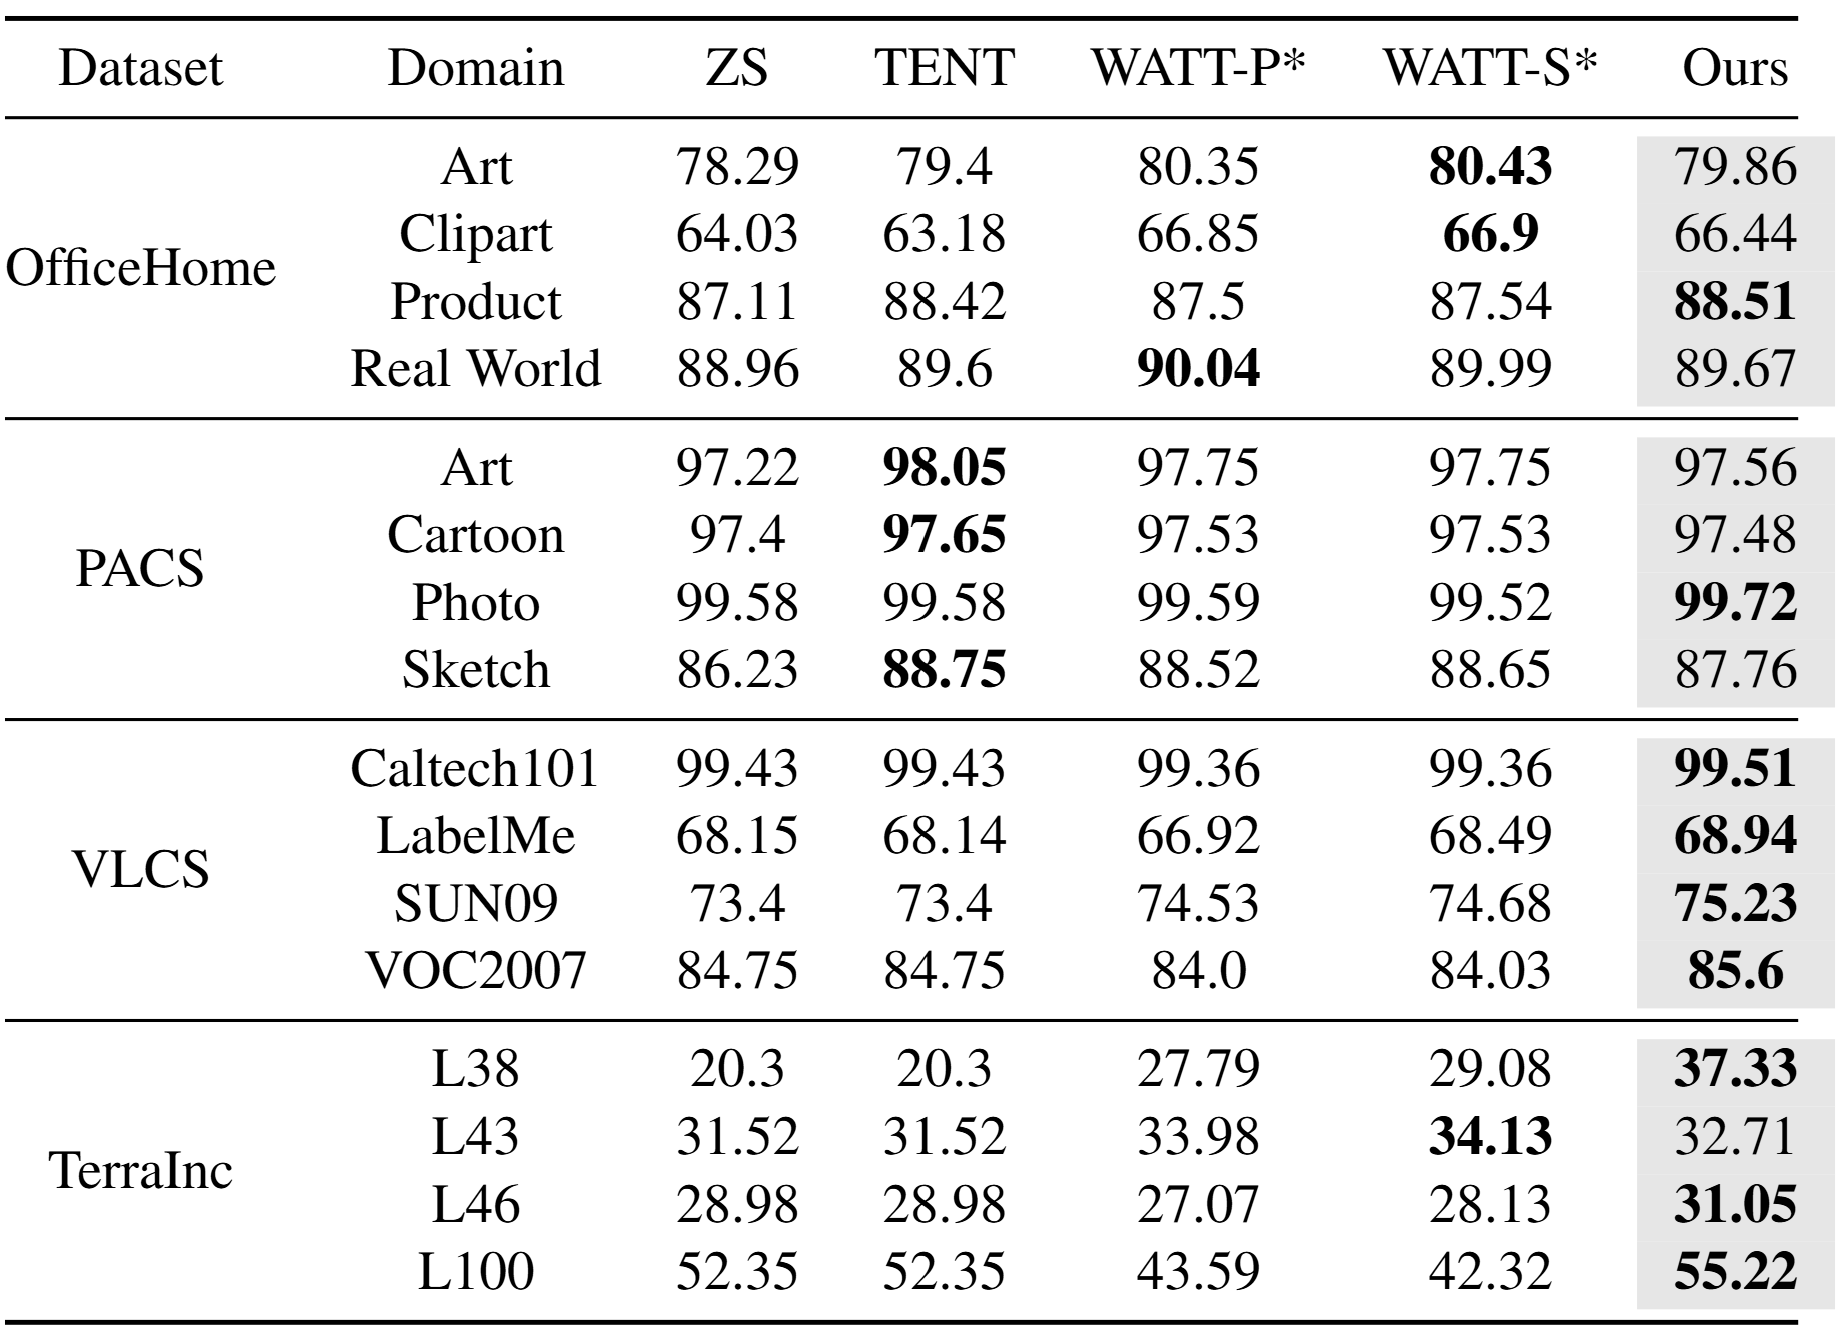 Dataset Domain ZS TENT WATT-P* WATT-S* Ours
Art 78.29 79.4 80.35 80.43 79.86
Clipart 64.03 63.18 66.85 66.9 66.44
OfficeHome
Product 87.11 88.42 87.5 87.54 88.51
Real World 88.96 89.6 90.04 89.99 89.67
Art 97.22 98.05 97.75 97.75 97.56
Cartoon 97.4 97.65 97.53 97.53 97.48
PACS
Photo 99.58 99.58 99.59 99.52 99.72
Sketch 86.23 88.75 88.52 88.65 87.76
Caltech101 99.43 99.43 99.36 99.36 99.51
LabelMe 68.15 68.14 66.92 68.49 68.94
VLCS
SUN09 73.4 73.4 74.53 74.68 75.23
VOC2007 84.75 84.75 84.0 84.03 85.6
L38 20.3 20.3 27.79 29.08 37.33
L43 31.52 31.52 33.98 34.13 32.71
TerraInc
L46 28.98 28.98 27.07 28.13 31.05
L100 52.35 52.35 43.59 42.32 55.22